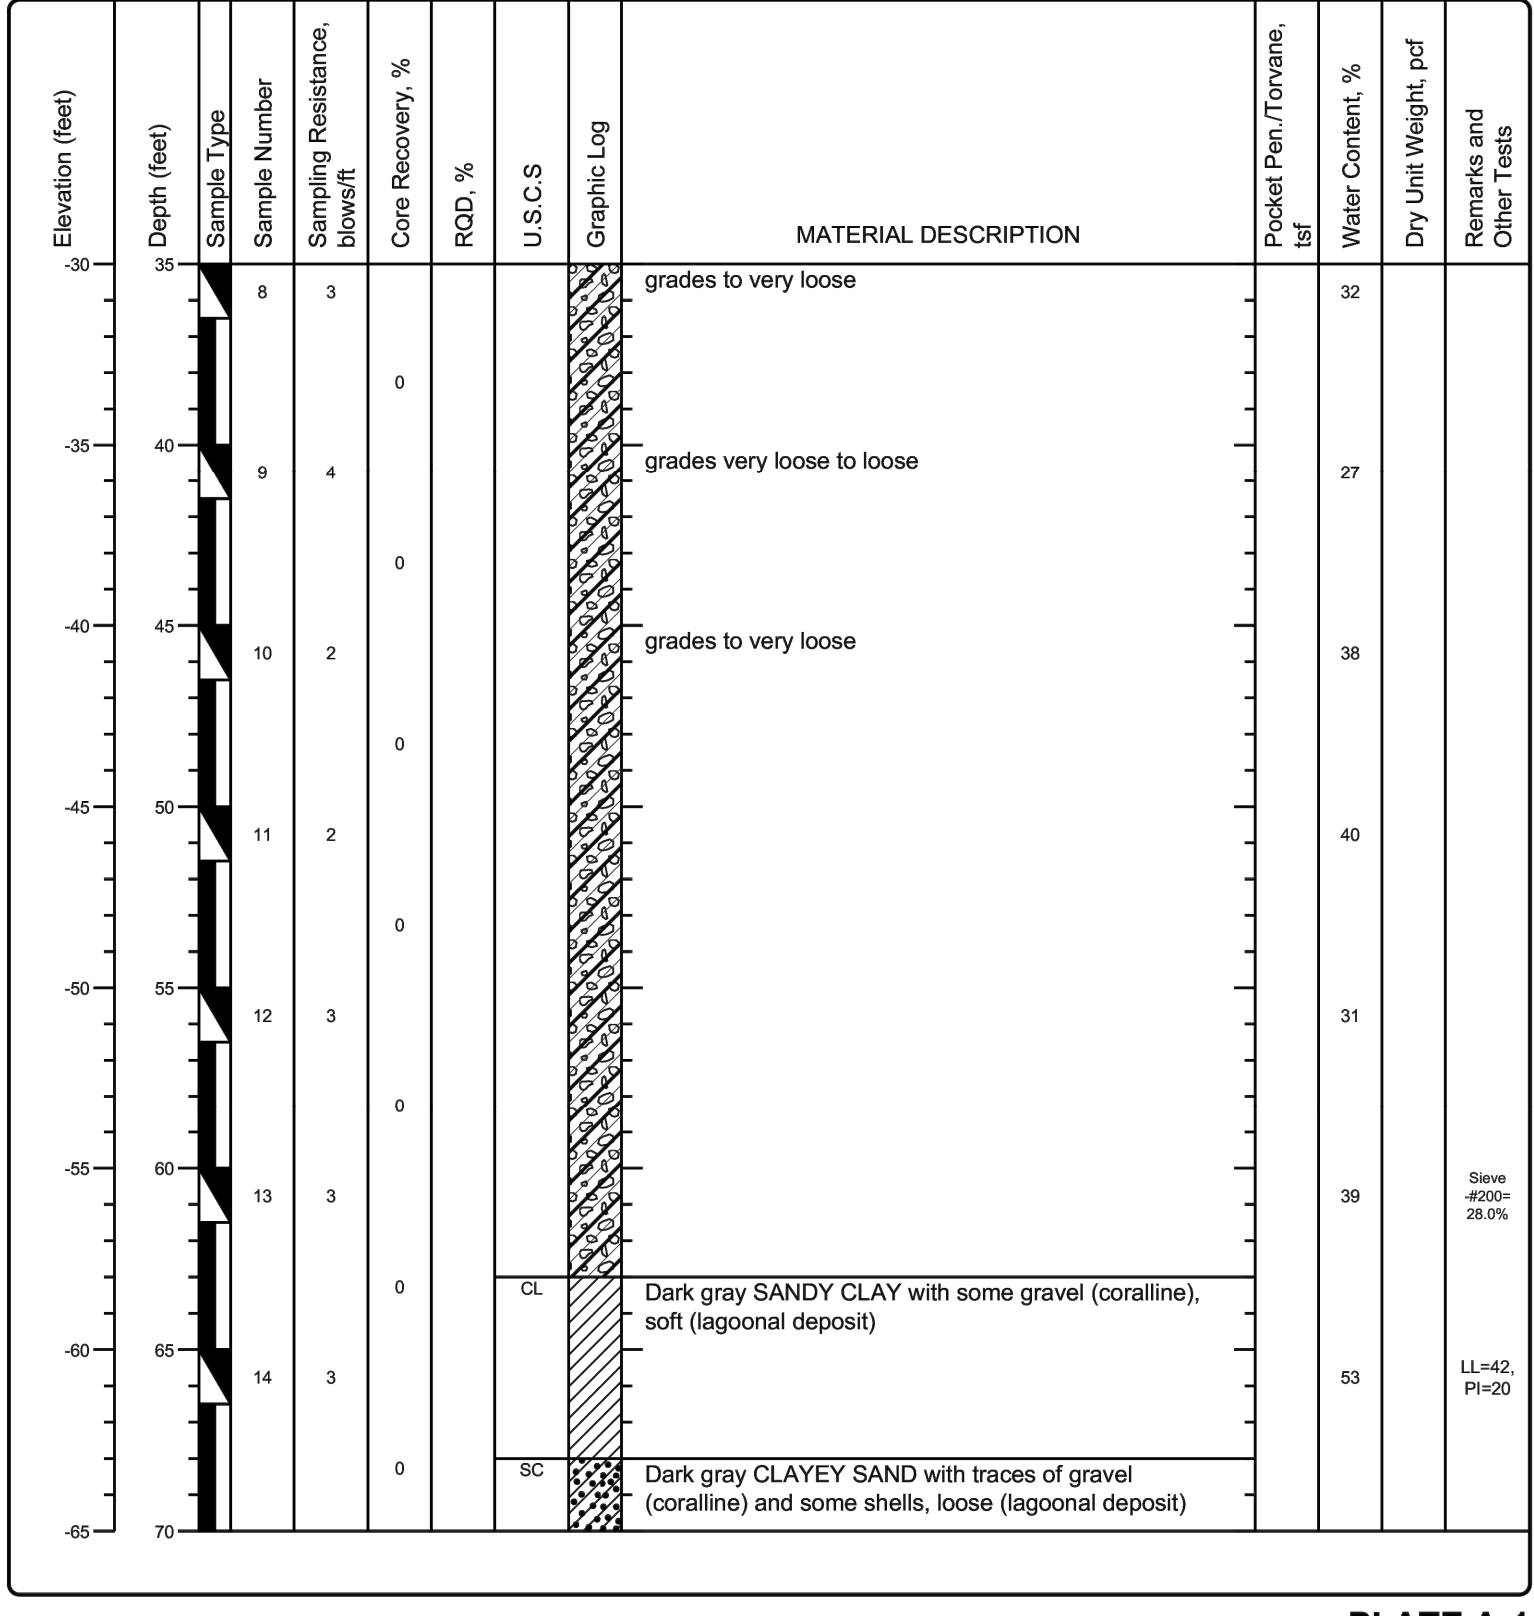 Elevation (feet)
Depth (feet)
Sample Type
Sample Number
Sampling Resistance,
blows/ft
Core Recovery, %
RQD, %
U.S.C.S
Graphic Log
MATERIAL DESCRIPTION
Pocket Pen./Torvane,
tsf
Water Content, %
Dry Unit Weight, pcf
Remarks and
Other Tests
-30 35
grades to very loose
8 3 32
0
-35 40
grades very loose to loose
9 4 27
0
-40 45
grades to very loose
10 2 38
0
-45 50
11 2 40
0
-50 55
12 3 31
0
-55 60
Sieve
13 3 39 -#200=
28.0%
0 CL Dark gray SANDY CLAY with some gravel (coralline),
soft (lagoonal deposit)
-60 65
LL=42,
14 3 53
PI=20
0 SC Dark gray CLAYEY SAND with traces of gravel
(coralline) and some shells, loose (lagoonal deposit)
-65 70